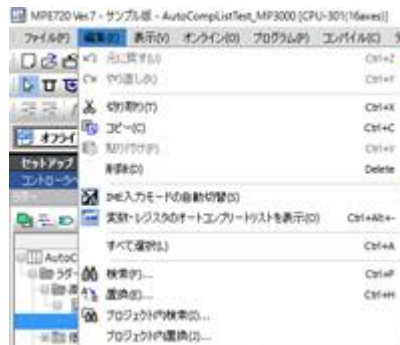 MPE720 Ver.7 - サンプル版 - AutoCompListTest_MP3000 [CPU-301(16axes)]
ファイル(F) 編集(E) 表示(V) オンライン(O) プログラム(P) コンパイル(C)
元に戻す(U) Ctrl+Z
やり直し(R) Ctrl+Y
切り取り(T) Ctrl+X
コピー(C) Ctrl+C
貼り付け(P) Ctrl+V
削除(D) Delete
IME入力モードの自動切替(S)
変数・レジスタのオートコンプリートリストを表示(O) Ctrl+Alt+-
すべて選択(L) Ctrl+A
検索(F)... Ctrl+F
置換(E)... Ctrl+H
プロジェクト内検索(I)...
プロジェクト内置換(J)...
オフライ
セットアップ
ラダー
AutoC
ラダー